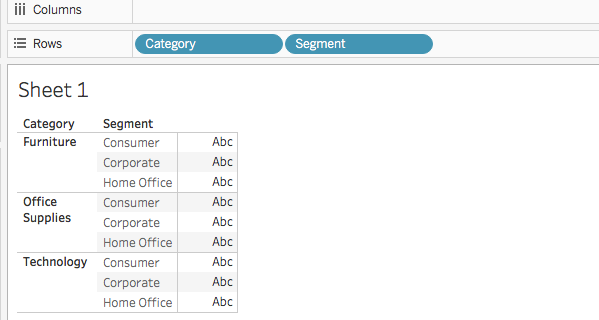 Columns
Rows Category Segment
Sheet 1
Category Segment
Furniture Consumer Abc
Corporate Abc
Home Office Abc
Office Supplies Consumer Abc
Corporate Abc
Home Office Abc
Technology Consumer Abc
Corporate Abc
Home Office Abc